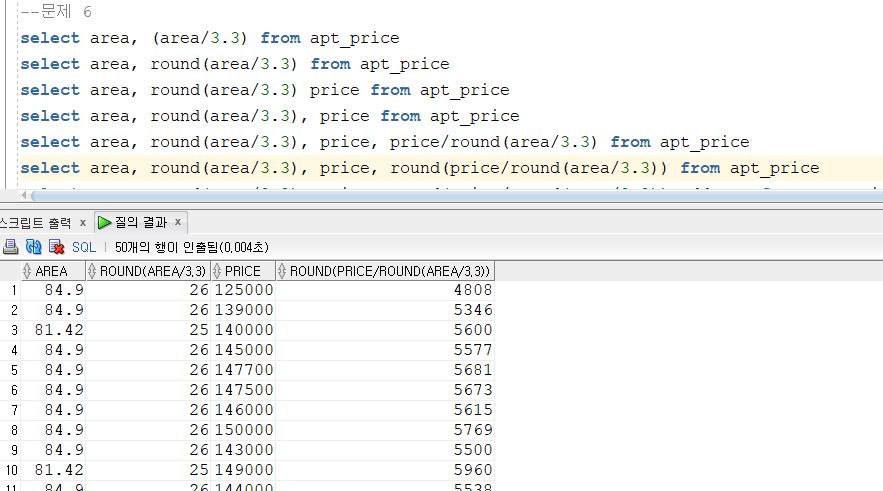 --문제 6
select area, (area/3.3) from apt_price
select area, round(area/3.3) from apt_price
select area, round(area/3.3) price from apt_price
select area, round(area/3.3), price from apt_price
select area, round(area/3.3), price, price/round(area/3.3) from apt_price
select area, round(area/3.3), price, round(price/round(area/3.3)) from apt_price
스크립트 출력 x 질의 결과 x
SQL | 50개의 행이 인출됨(0,004초)
AREA ROUND(AREA/3,3) PRICE ROUND(PRICE/ROUND(AREA/3,3))
1 84.9 26 125000 4808
2 84.9 26 139000 5346
3 81.42 25 140000 5600
4 84.9 26 145000 5577
5 84.9 26 147700 5681
6 84.9 26 147500 5673
7 84.9 26 146000 5615
8 84.9 26 150000 5769
9 84.9 26 143000 5500
10 81.42 25 149000 5960
11 84.9 26 144000 5538